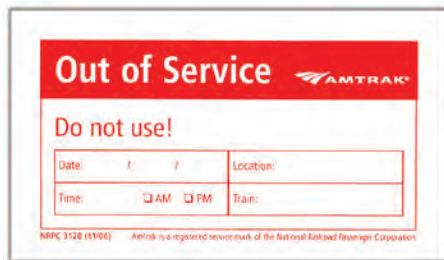 Out of Service AMTRAK®
Do not use!
Date: / / Location:
Time: ❏ AM ❏ PM Train:
NRPC 3128 (11/06) Amtrak is a registered service mark of the National Railroad Passenger Corporation